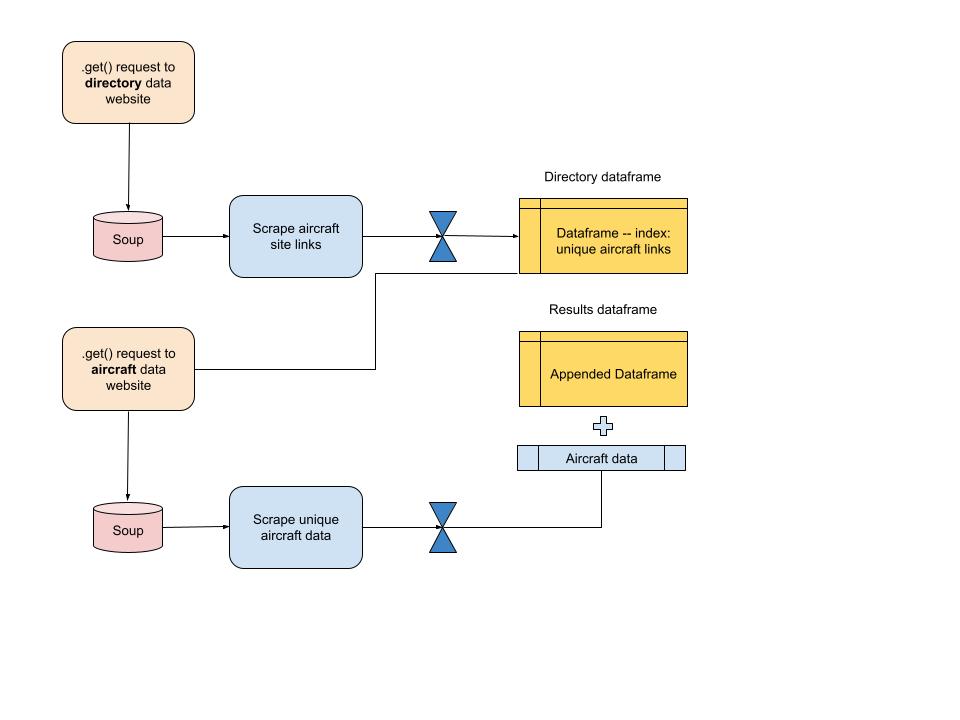 .get() request to
directory data
website
Directory dataframe
Soup
Scrape aircraft
site links
Dataframe -- index:
unique aircraft links
Results dataframe
.get() request to
aircraft data
website
Appended Dataframe
Aircraft data
Soup
Scrape unique
aircraft data